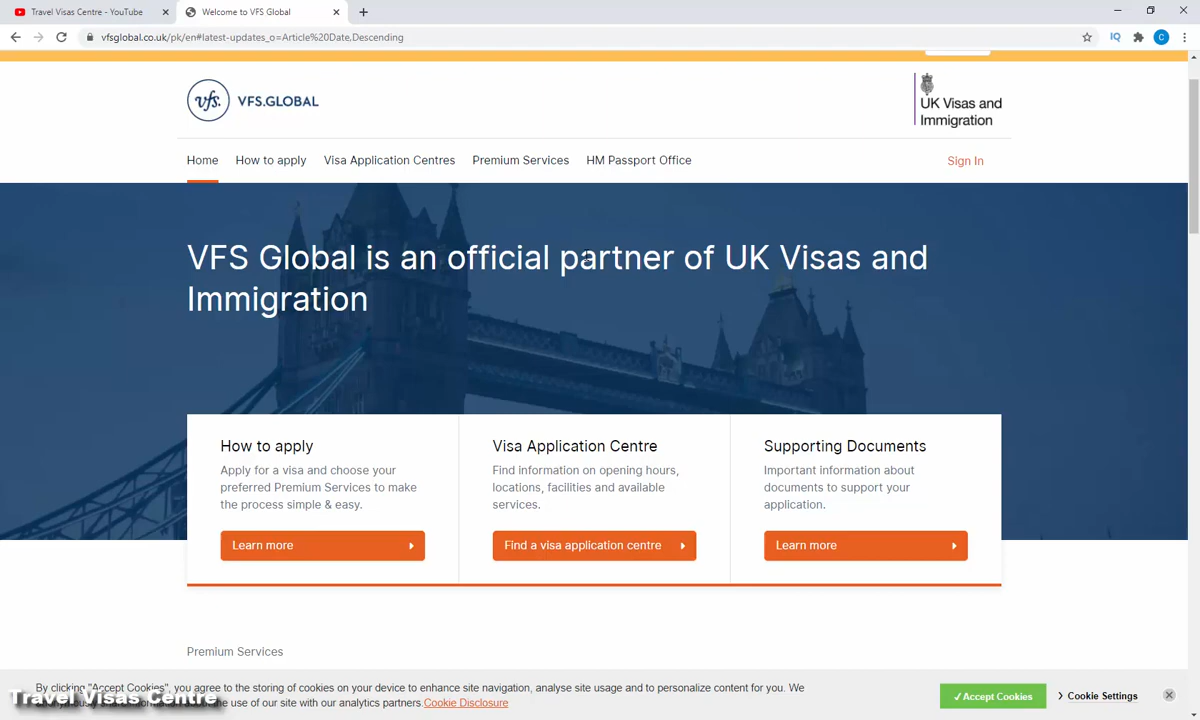 Travel Visas Centre - YouTube
Welcome to VFS Global
vfsglobal.co.uk/pk/en#latest-updates_o=Article%20Date,Descending
IQ
C
vfs.
VFS.GLOBAL
UK Visas and
Immigration
Home
How to apply
Visa Application Centres
Premium Services
HM Passport Office
Sign In
VFS Global is an official partner of UK Visas and
Immigration
How to apply
Apply for a visa and choose your
preferred Premium Services to make
the process simple & easy.
Learn more
Visa Application Centre
Find information on opening hours,
locations, facilities and available
services.
Find a visa application centre
Supporting Documents
Important information about
documents to support your
application.
Learn more
Premium Services
By clicking "Accept Cookies", you agree to the storing of cookies on your device to enhance site navigation, analyse site usage and to personalize content for you. We
the use of our site with our analytics partners. Cookie Disclosure
Travel Visas Centre
✓Accept Cookies
Cookie Settings